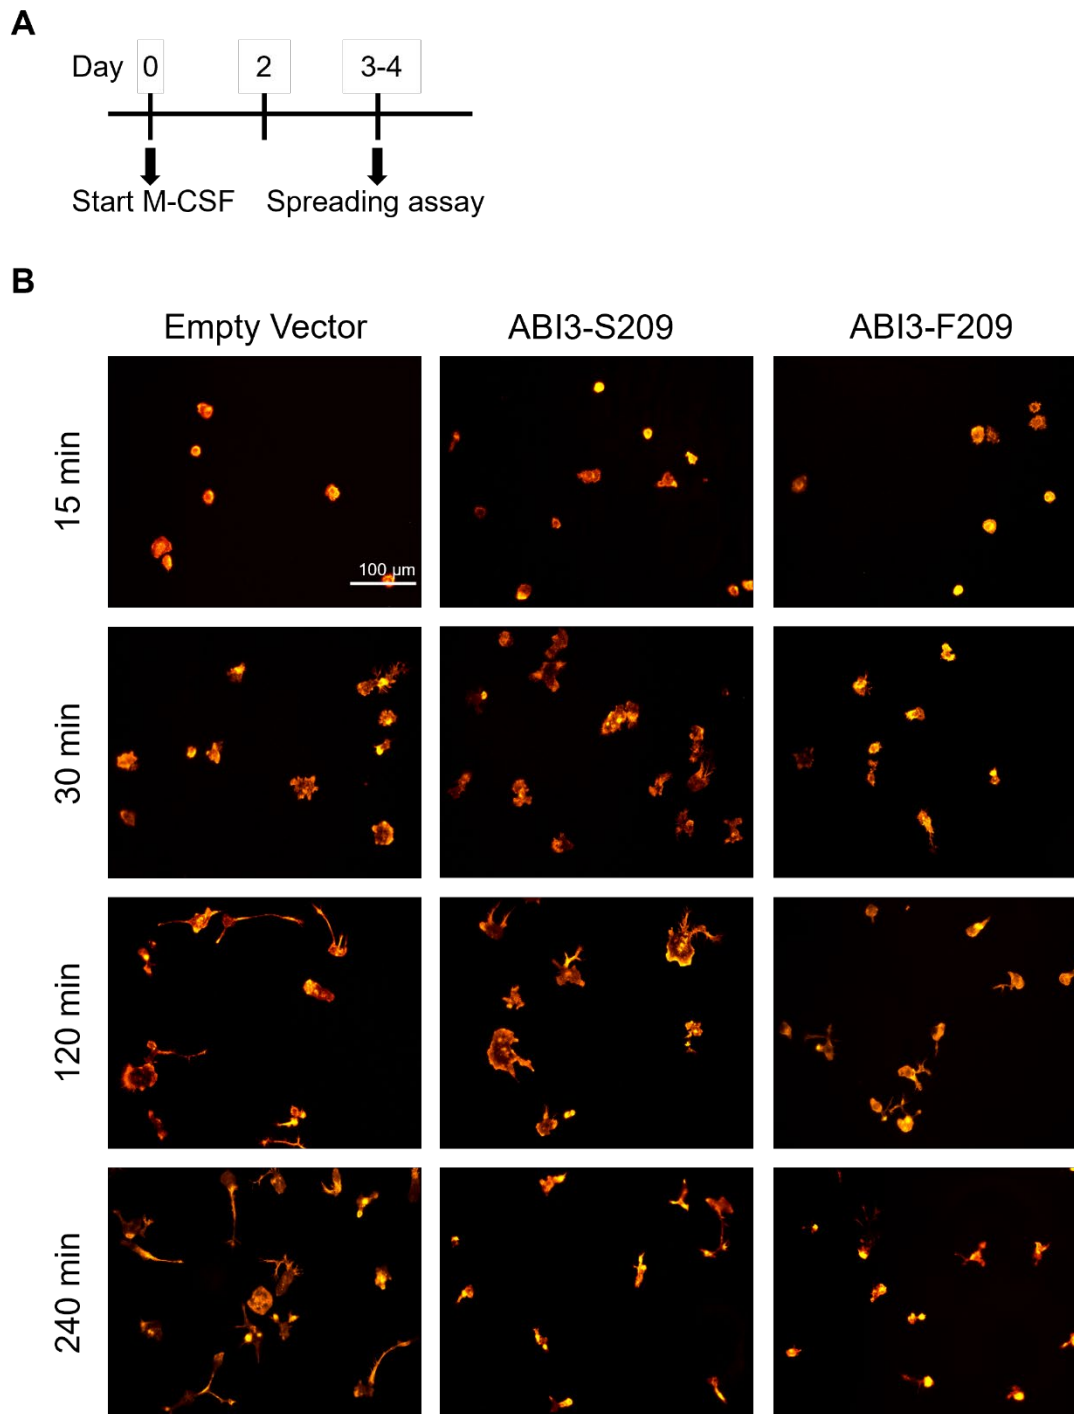 A
Day 0 2 3-4
Start M-CSF Spreading assay
B
Empty Vector ABI3-S209 ABI3-F209
15 min
100 µm
30 min
120 min
240 min